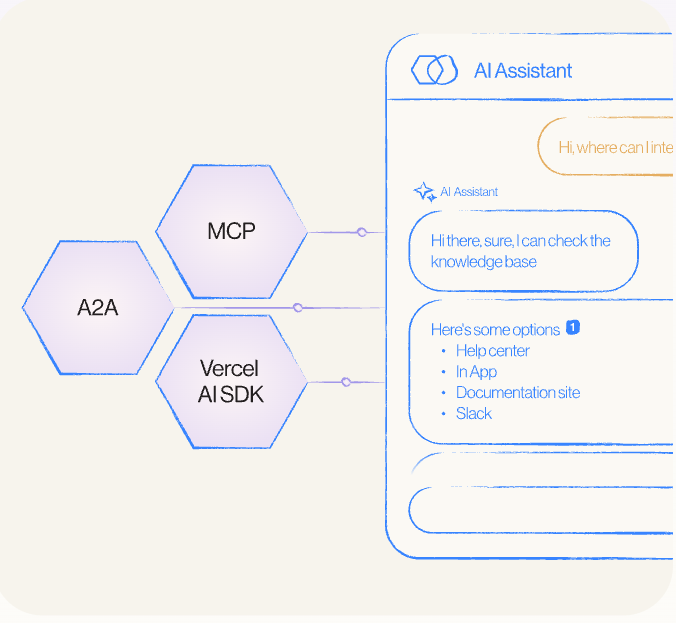 AI Assistant
Hi, where can I inte
AI Assistant
Hi there, sure, I can check the
knowledge base
Here's some options 1
• Help center
• In App
• Documentation site
• Slack
MCP
A2A
Vercel
AI SDK